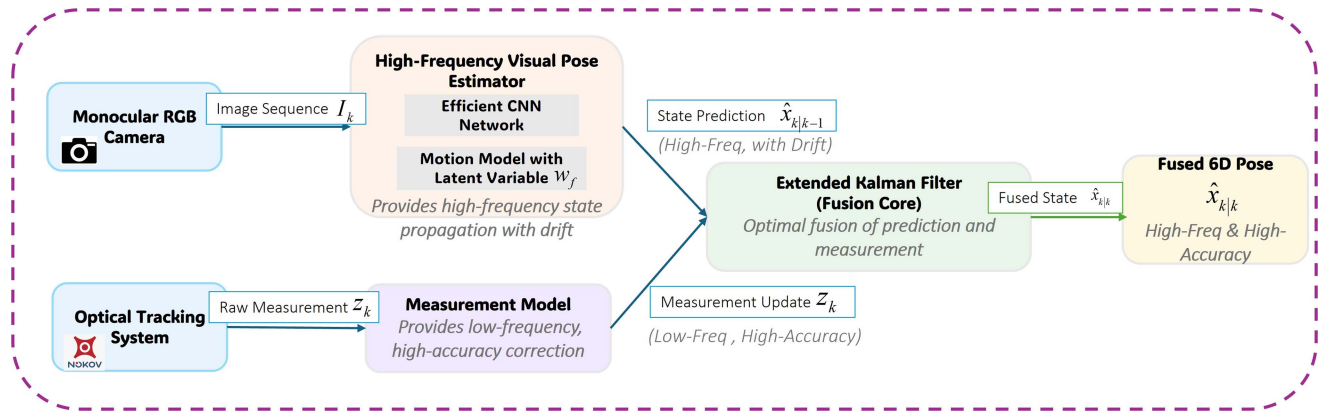 Monocular RGB
Camera
Image Sequence I_k
High-Frequency Visual Pose
Estimator
Efficient CNN
Network
Motion Model with
Latent Variable w_f
Provides high-frequency state
propagation with drift
State Prediction x̂_{k|k−1}
(High-Freq, with Drift)
Optical Tracking
System
NOKOV
Raw Measurement z_k
Measurement Model
Provides low-frequency,
high-accuracy correction
Measurement Update z_k
(Low-Freq , High-Accuracy)
Extended Kalman Filter
(Fusion Core)
Optimal fusion of prediction and
measurement
Fused State x̂_{k|k}
Fused 6D Pose
x̂_{k|k}
High-Freq & High-
Accuracy